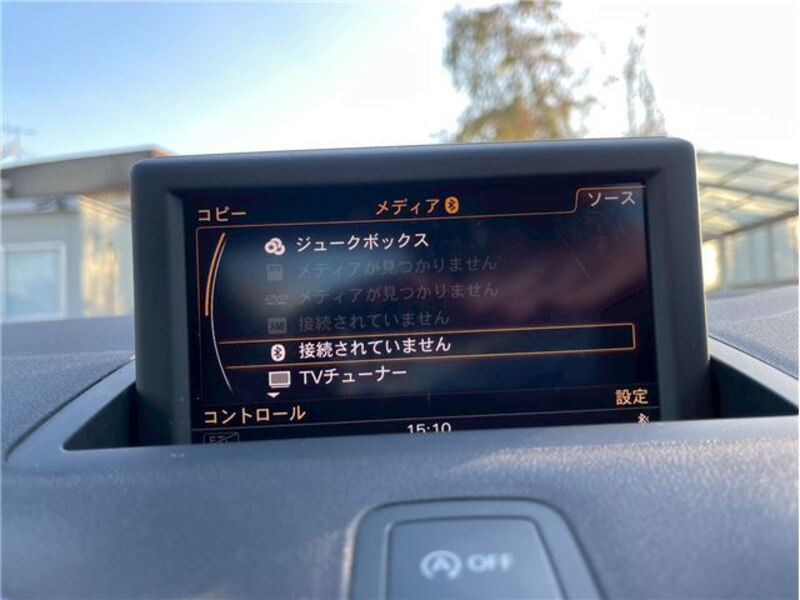 コピー メディア ソース
ジュークボックス
メディアが見つかりません
DVD メディアが見つかりません
接続されていません
接続されていません
TVチューナー
コントロール 設定
15:10
A OFF